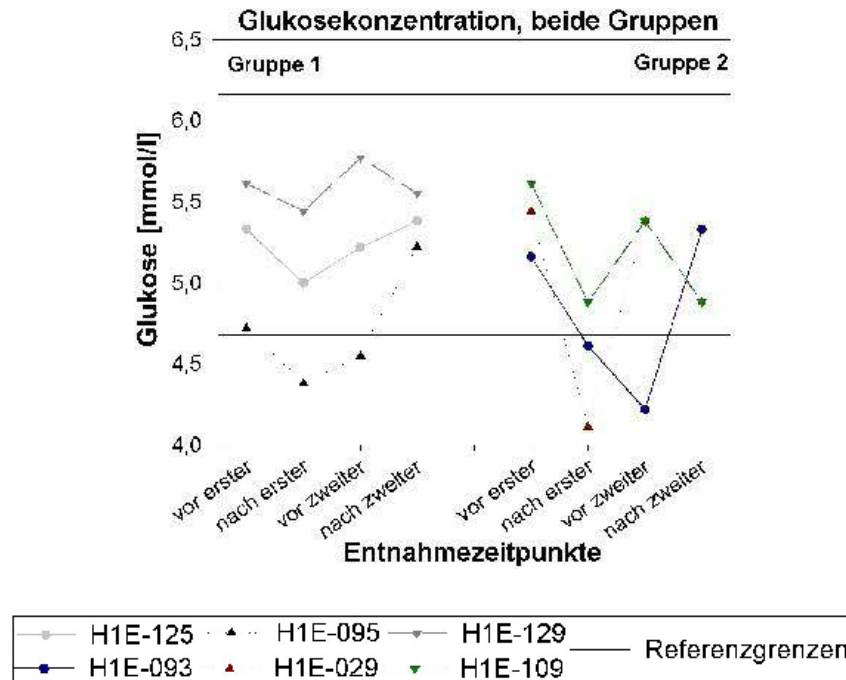 Glukosekonzentration, beide Gruppen
6,5
Gruppe 1 Gruppe 2
6,0
5,5
5,0
4,5
4,0
Glukose [mmol/l]
vor erster
nach erster
vor zweiter
nach zweiter
vor erster
nach erster
vor zweiter
nach zweiter
Entnahmezeitpunkte
H1E-125 H1E-095 H1E-129 Referenzgrenzen
H1E-093 H1E-029 H1E-109